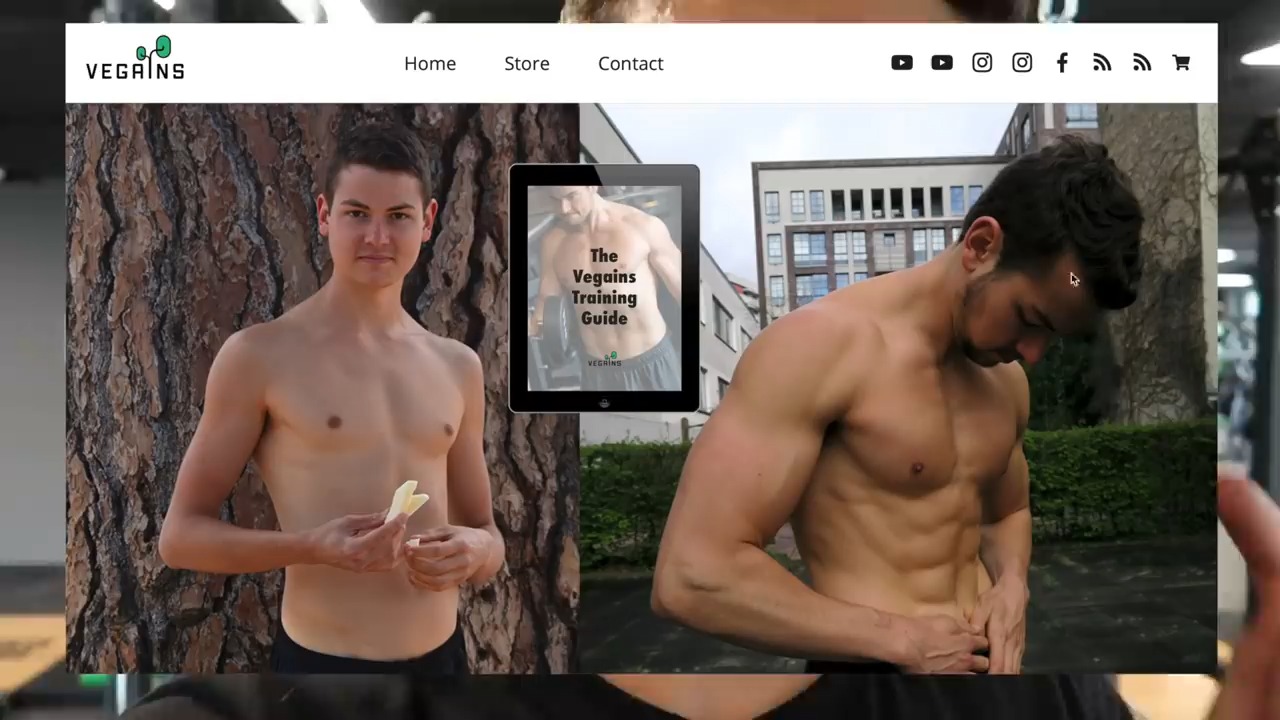 VEGAINS
Home
Store
Contact
The
Vegains
Training
Guide
VEGAINS